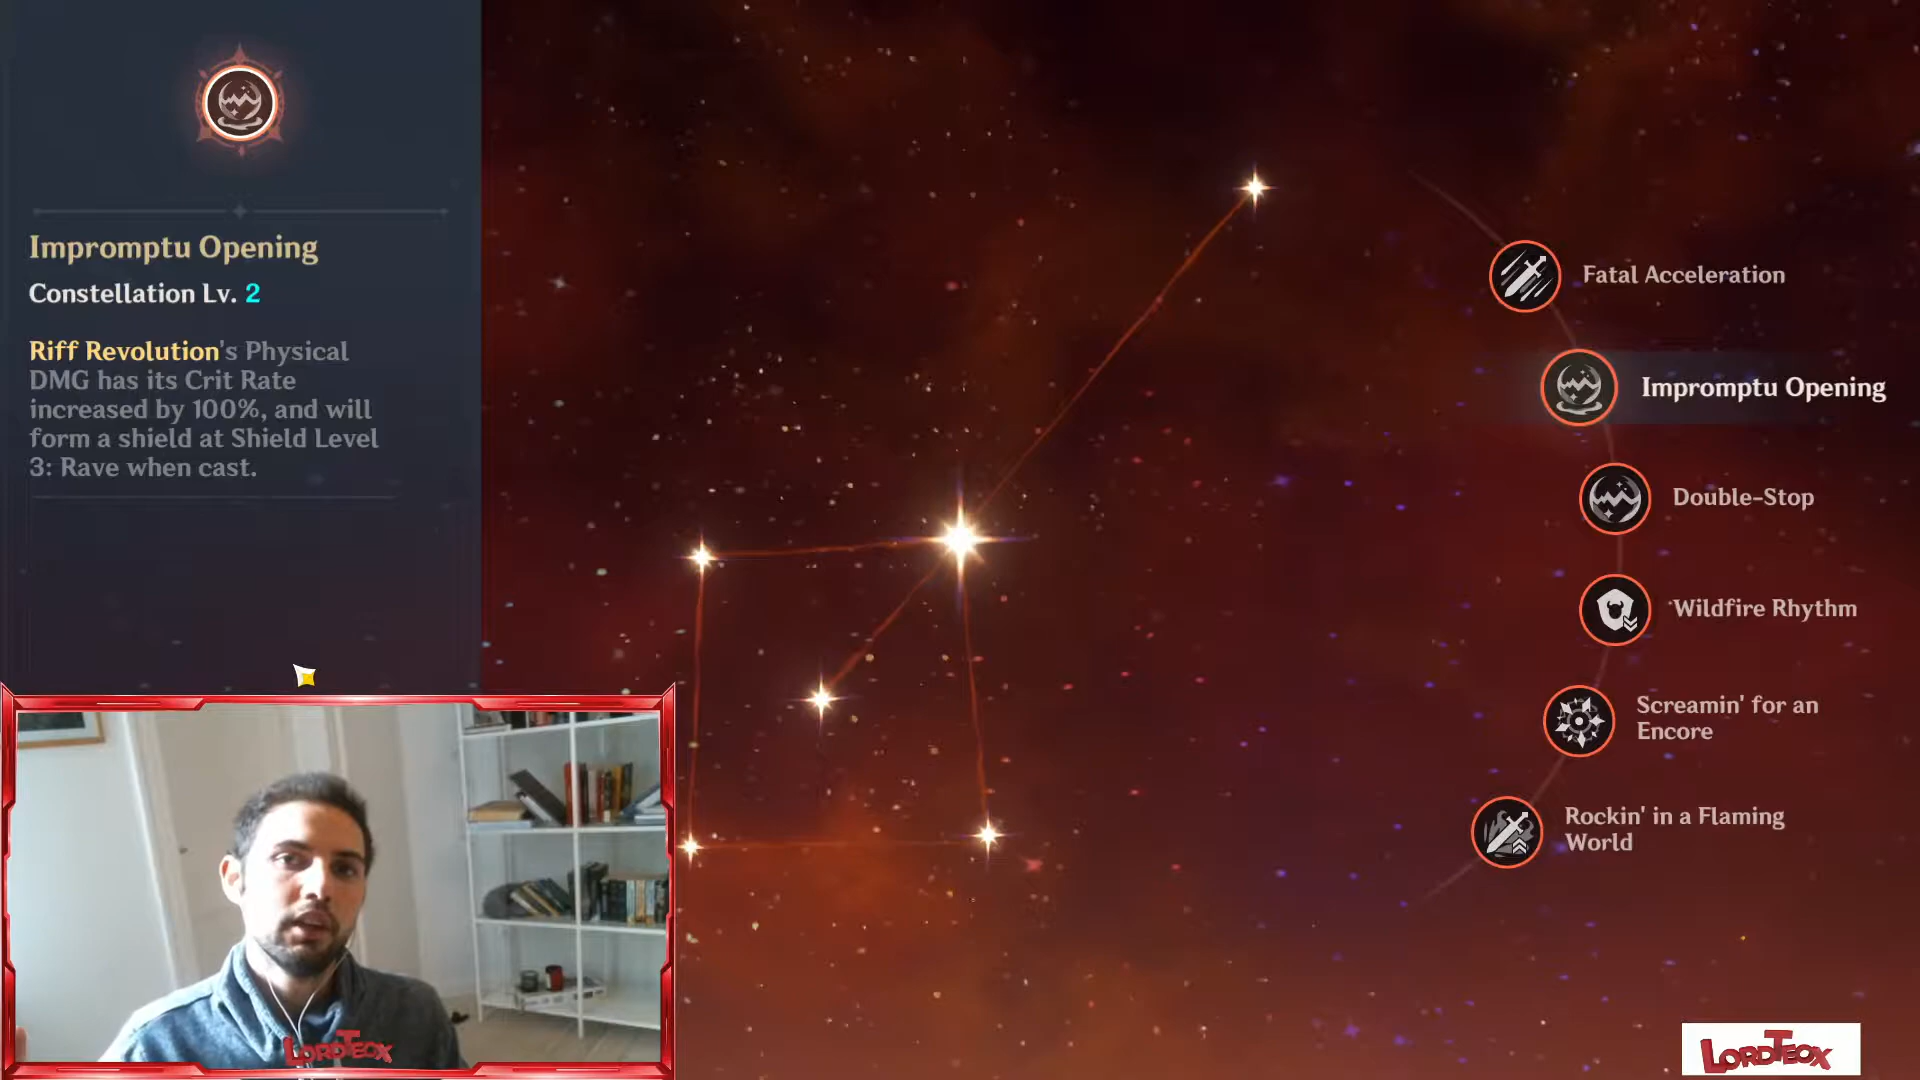 Impromptu Opening
Constellation Lv. 2
Riff Revolution's Physical
DMG has its Crit Rate
increased by 100%, and will
form a shield at Shield Level
3: Rave when cast.
Fatal Acceleration
Impromptu Opening
Double-Stop
Wildfire Rhythm
Screamin' for an
Encore
Rockin' in a Flaming
World
LORDTEOX
LORDTEOX